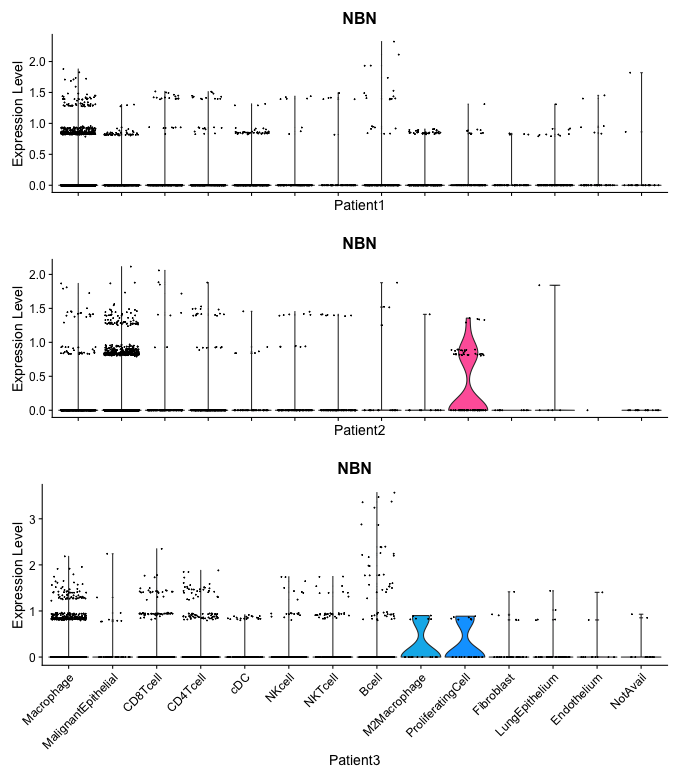 NBN
Expression Level
2.0
1.5
1.0
0.5
0.0
Patient1
NBN
Expression Level
2.0
1.5
1.0
0.5
0.0
Patient2
NBN
Expression Level
3
2
1
0
Macrophage
MalignantEpithelial
CD8Tcell
CD4Tcell
cDC
NKcell
NKTcell
Bcell
M2Macrophage
ProliferatingCell
Fibroblast
LungEpithelium
Endothelium
NotAvail
Patient3